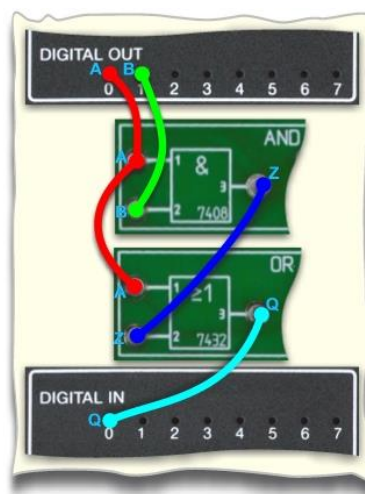 DIGITAL OUT
A B
0 1 2 3 4 5 6 7
AND
A 1 & Z
3
B 2 7408
OR
A 1 ≥1 Q
3
Z 2 7432
DIGITAL IN
Q
0 1 2 3 4 5 6 7